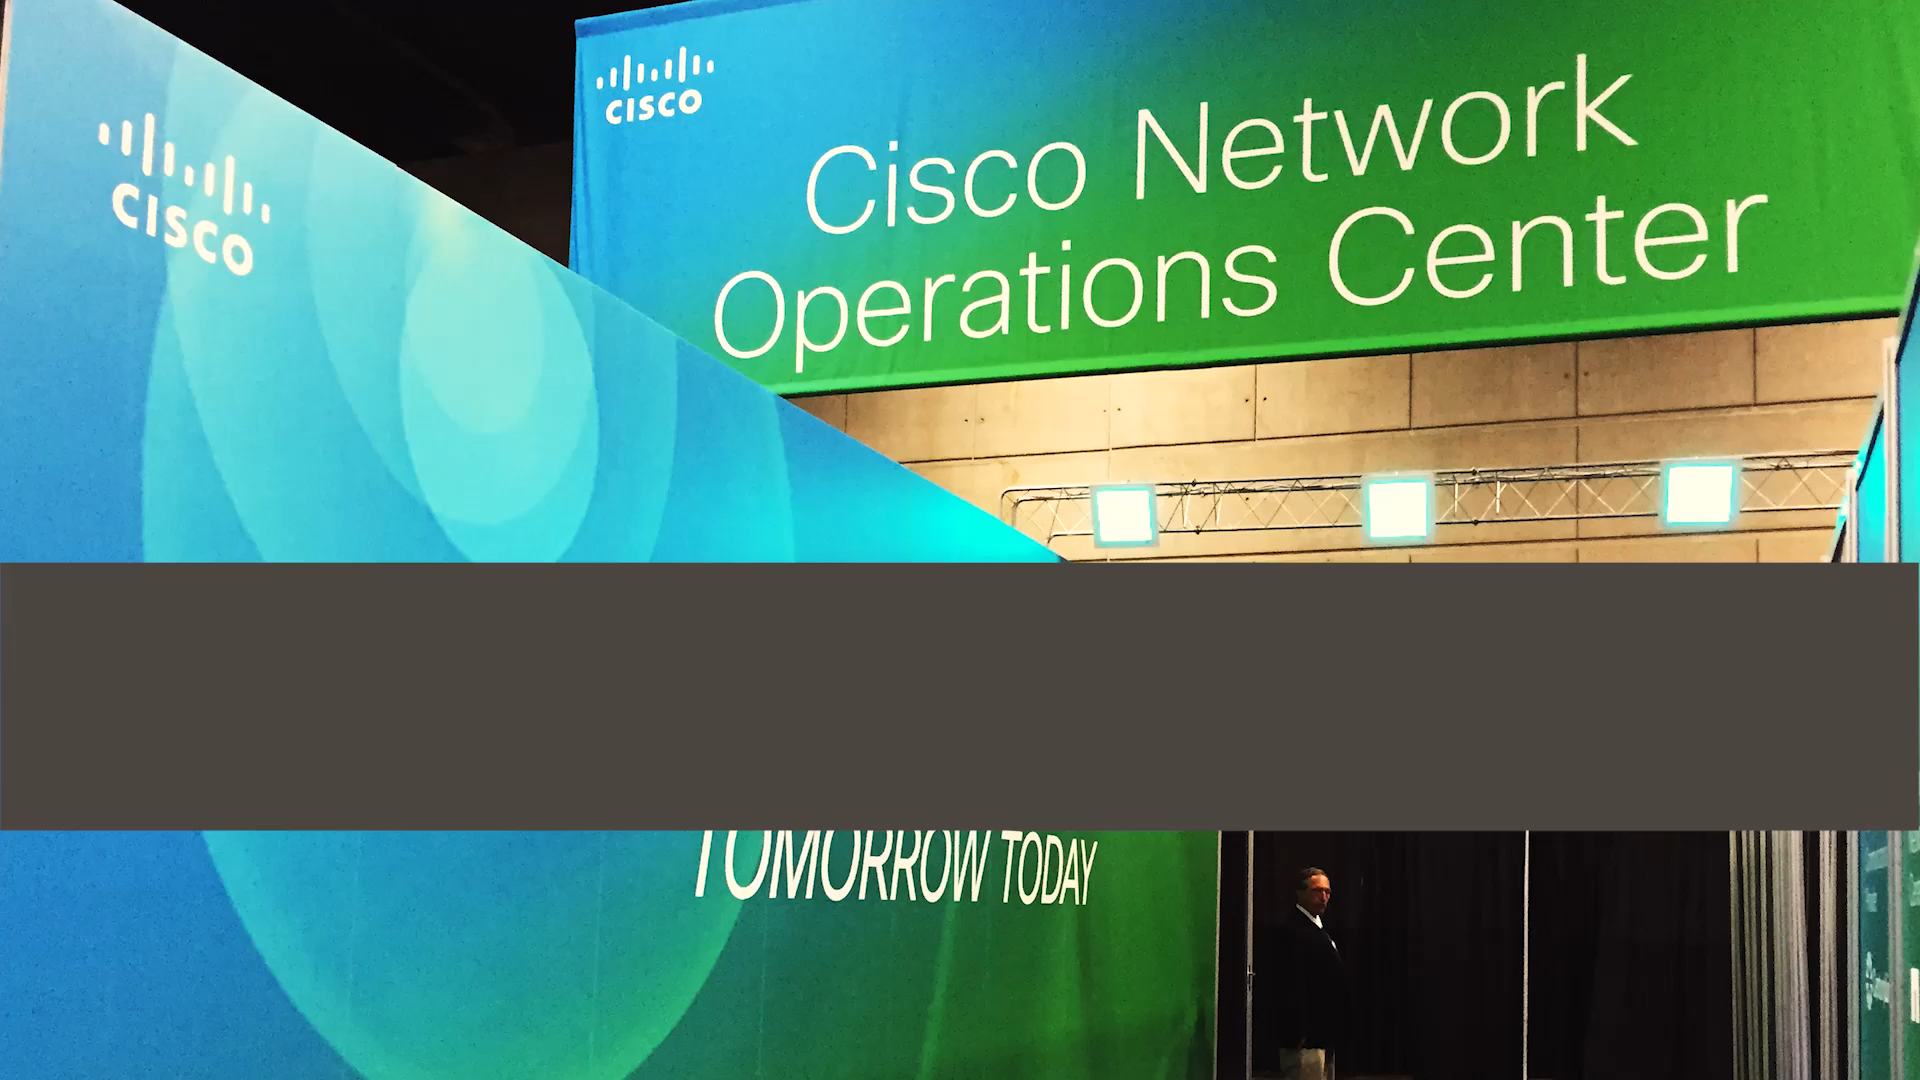 CISCO
CISCO
Cisco Network
Operations Center
TOMORROW TODAY